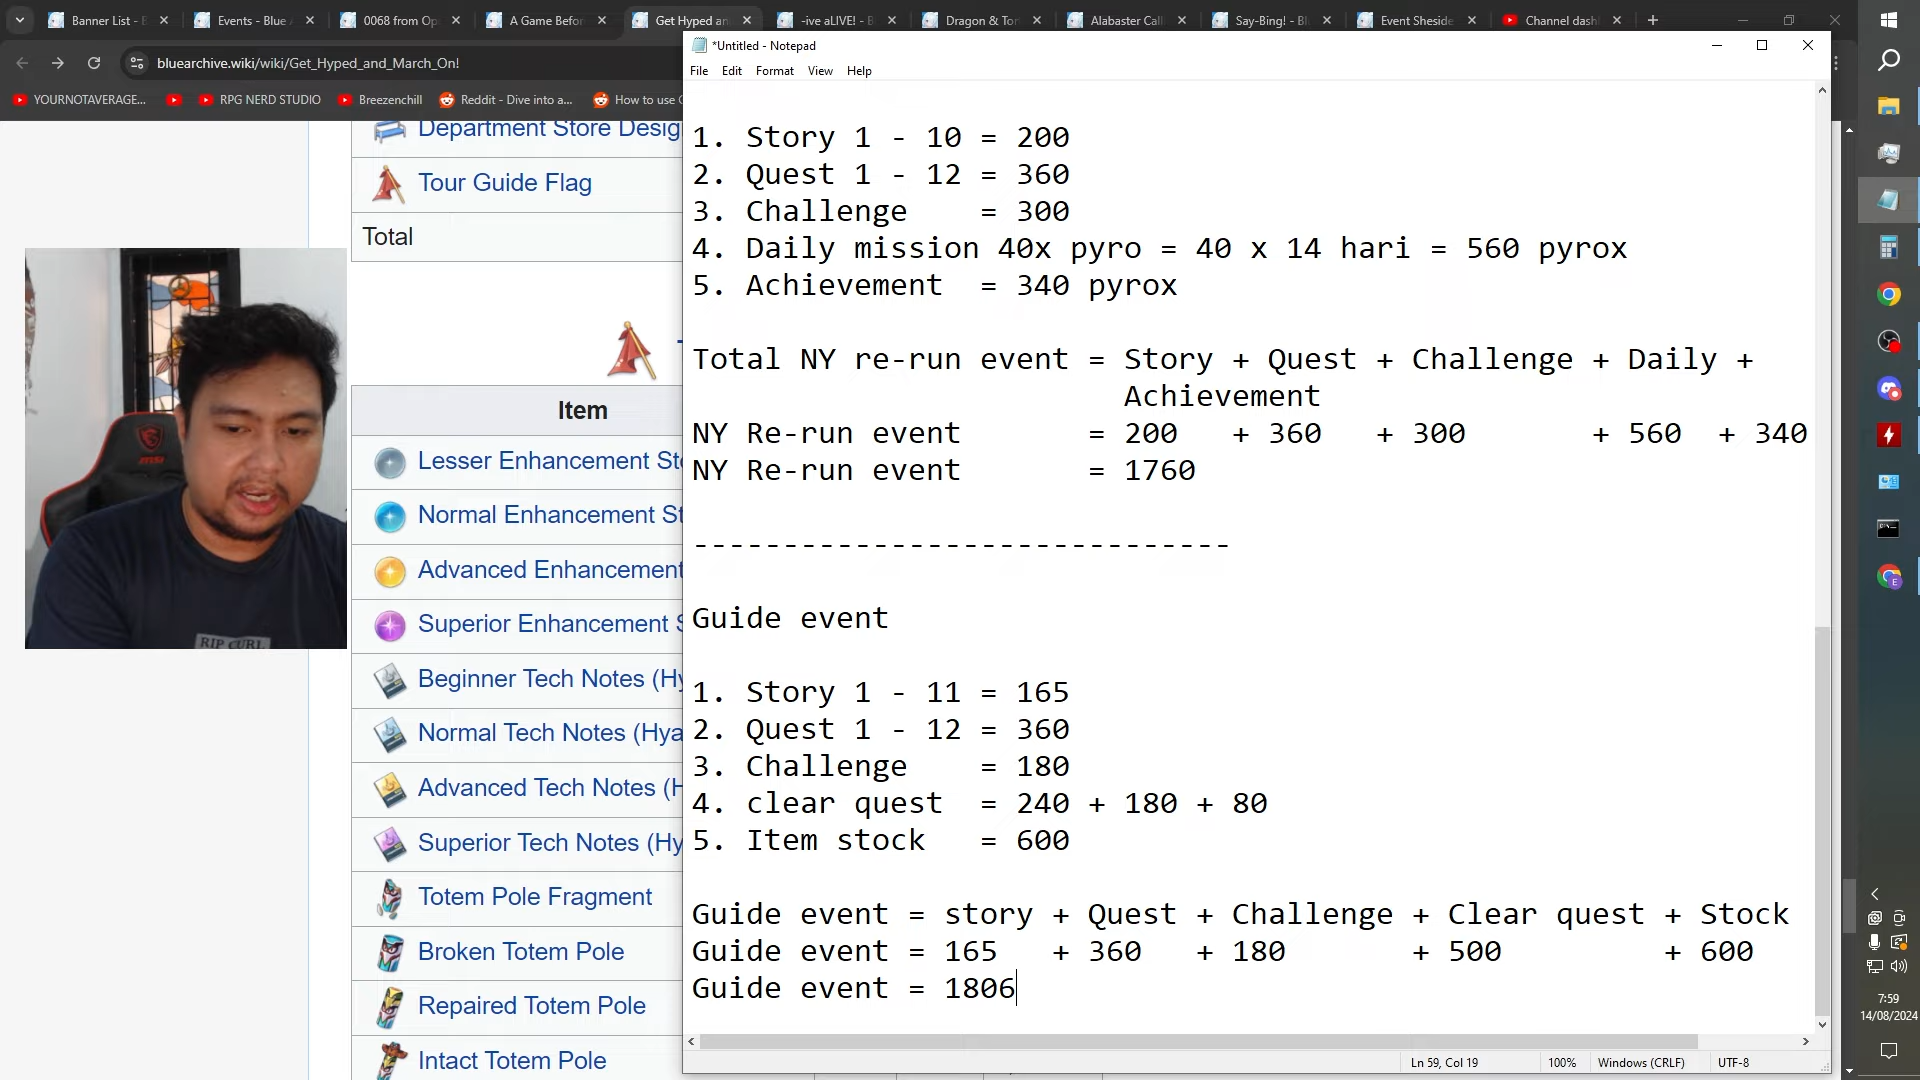 Banner List - B
Events - Blue A
0068 from Op
A Game Befor
Get Hyped an
-ive aLIVE! - B
Dragon & Tor
Alabaster Call
Say-Bing! - Bl
Event Sheside
Channel dash
bluearchive.wiki/wiki/Get_Hyped_and_March_On!
YOURNOTAVERAGE...
RPG NERD STUDIO
Breezenchill
Reddit - Dive into a...
How to use C
Department Store Desig
Tour Guide Flag
Total
Item
Lesser Enhancement Sto
Normal Enhancement St
Advanced Enhancement
Superior Enhancement S
Beginner Tech Notes (Hy
Normal Tech Notes (Hya
Advanced Tech Notes (H
Superior Tech Notes (Hy
Totem Pole Fragment
Broken Totem Pole
Repaired Totem Pole
Intact Totem Pole
RIP CURL
*Untitled - Notepad
File Edit Format View Help
1. Story 1 - 10 = 200
2. Quest 1 - 12 = 360
3. Challenge = 300
4. Daily mission 40x pyro = 40 x 14 hari = 560 pyrox
5. Achievement = 340 pyrox
Total NY re-run event = Story + Quest + Challenge + Daily +
Achievement
NY Re-run event = 200 + 360 + 300 + 560 + 340
NY Re-run event = 1760
------------------------------
Guide event
1. Story 1 - 11 = 165
2. Quest 1 - 12 = 360
3. Challenge = 180
4. clear quest = 240 + 180 + 80
5. Item stock = 600
Guide event = story + Quest + Challenge + Clear quest + Stock
Guide event = 165 + 360 + 180 + 500 + 600
Guide event = 1806
Ln 59, Col 19 100% Windows (CRLF) UTF-8
7:59
14/08/2024